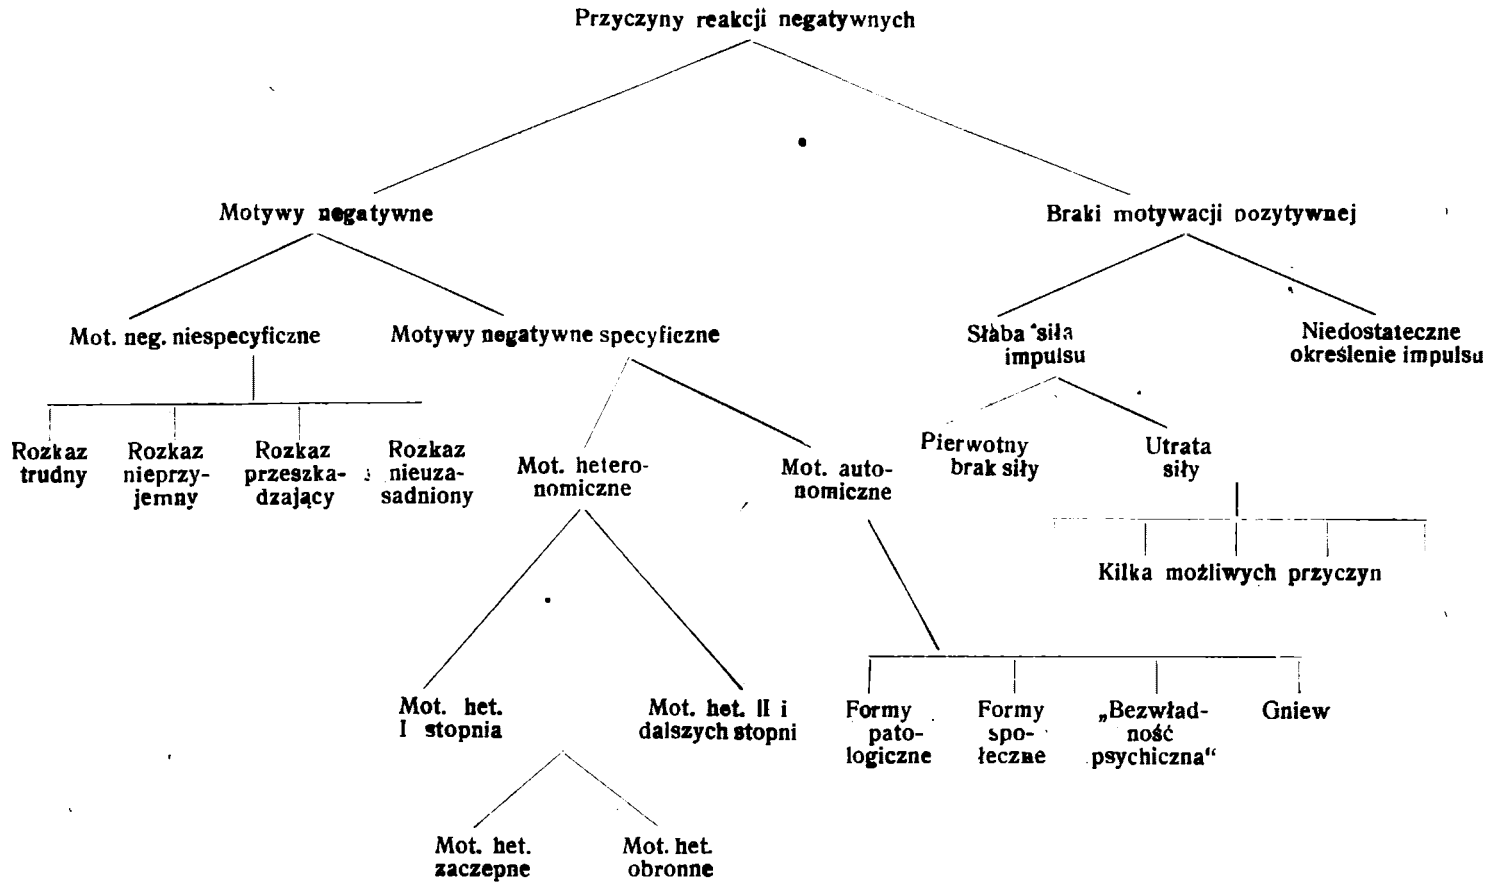 Przyczyny reakcji negatywnych
Motywy negatywne
Braki motywacji pozytywnej
Mot. neg. niespecyficzne
Motywy negatywne specyficzne
Słaba siła
impulsu
Niedostateczne
określenie impulsu
Rozkaz
trudny
Rozkaz
nieprzy-
jemny
Rozkaz
przeszka-
dzający
Rozkaz
nieuza-
sadniony
Mot. hetero-
nomiczne
Mot. auto-
nomiczne
Pierwotny
brak siły
Utrata
siły
Kilka możliwych przyczyn
Mot. het.
I stopnia
Mot. het. II i
dalszych stopni
Formy
pato-
logiczne
Formy
spo-
łeczne
„Bezwład-
ność
psychiczna“
Gniew
Mot. het.
zaczepne
Mot. het.
obronne